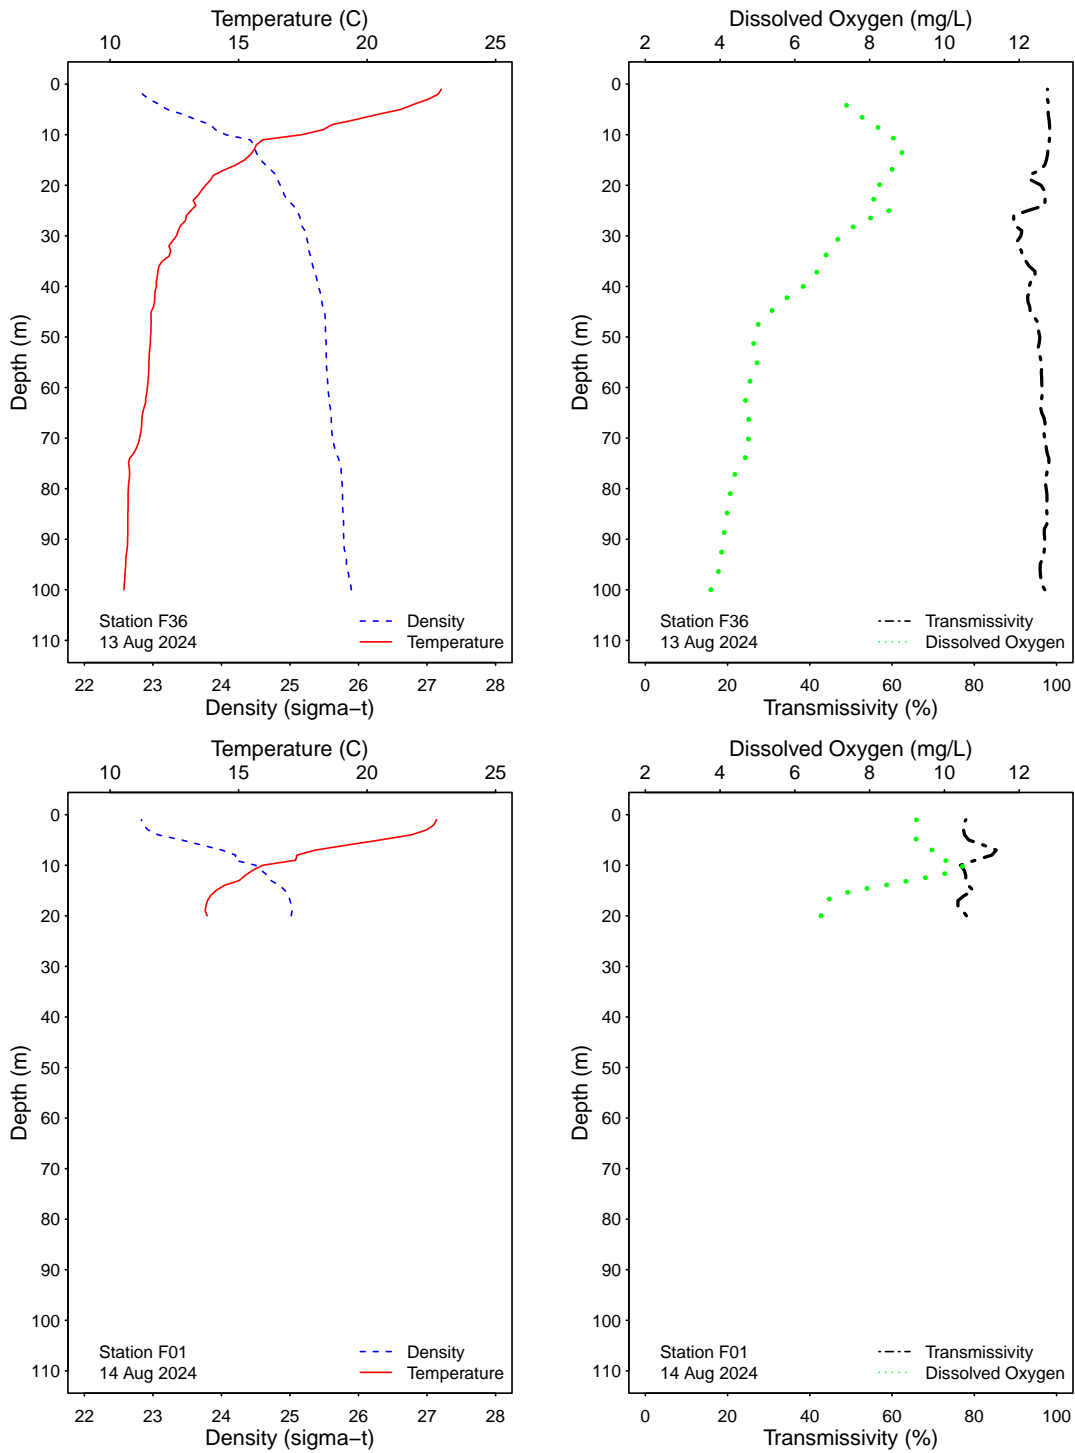 Temperature (C)
10 15 20 25
0
10
20
30
40
50
60
70
80
90
100
110
Depth (m)
Station F36
13 Aug 2024
Density
Temperature
22 23 24 25 26 27 28
Density (sigma−t)
Dissolved Oxygen (mg/L)
2 4 6 8 10 12
0
10
20
30
40
50
60
70
80
90
100
110
Depth (m)
Station F36
13 Aug 2024
Transmissivity
Dissolved Oxygen
0 20 40 60 80 100
Transmissivity (%)
Temperature (C)
10 15 20 25
0
10
20
30
40
50
60
70
80
90
100
110
Depth (m)
Station F01
14 Aug 2024
Density
Temperature
22 23 24 25 26 27 28
Density (sigma−t)
Dissolved Oxygen (mg/L)
2 4 6 8 10 12
0
10
20
30
40
50
60
70
80
90
100
110
Depth (m)
Station F01
14 Aug 2024
Transmissivity
Dissolved Oxygen
0 20 40 60 80 100
Transmissivity (%)